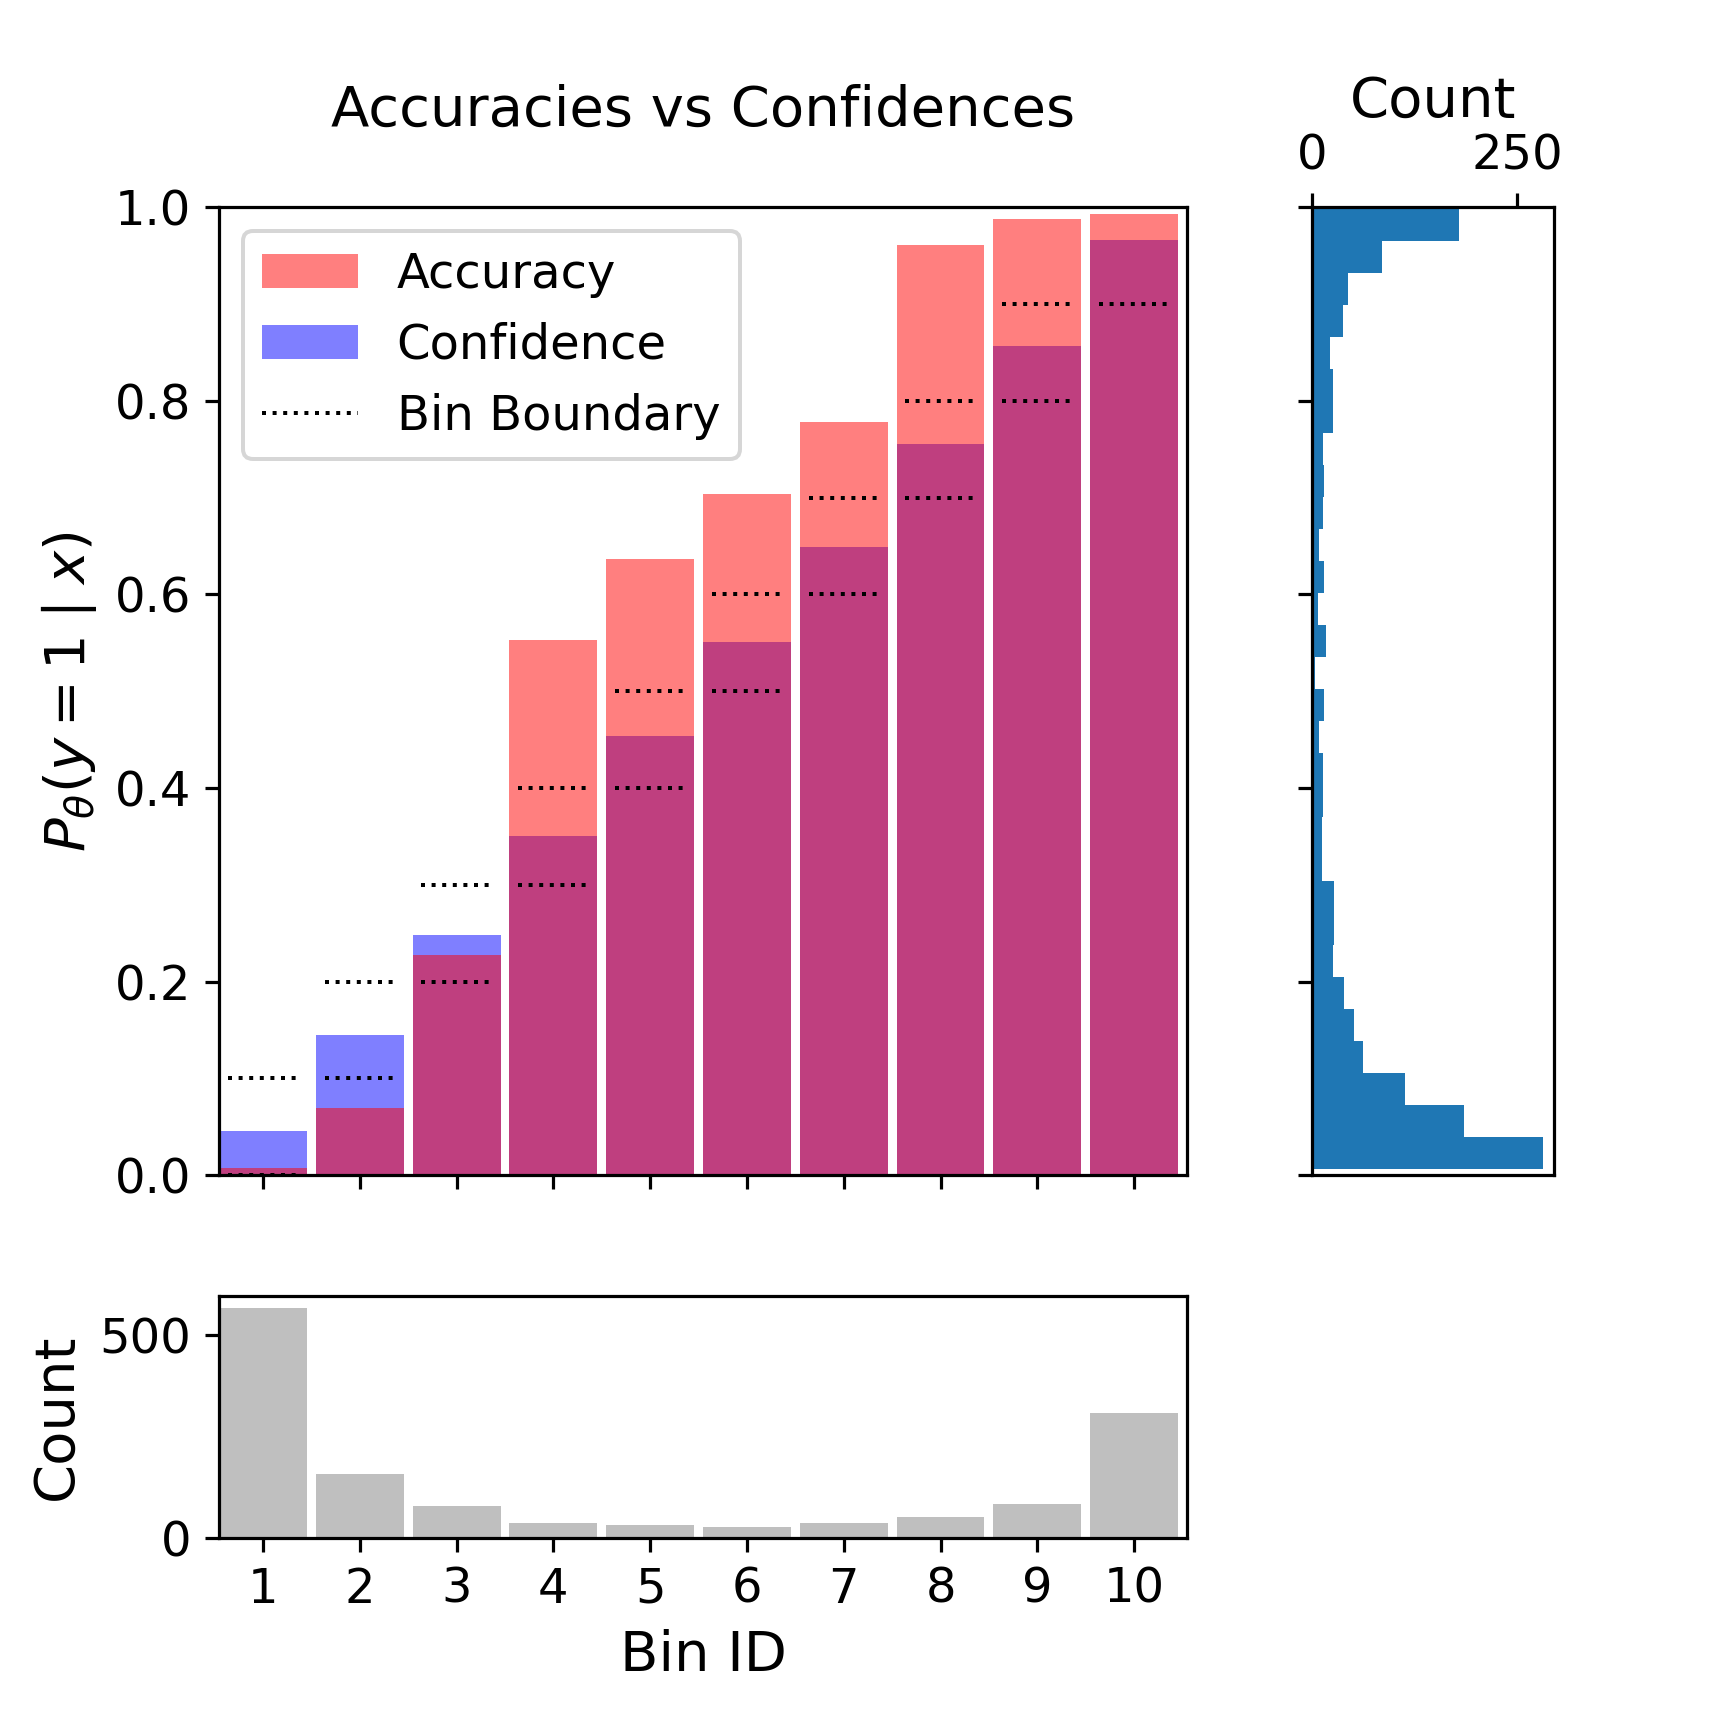 Accuracies vs Confidences
Count
0 250
1.0
0.8
0.6
0.4
0.2
0.0
P_θ(y = 1 | x)
Accuracy
Confidence
Bin Boundary
Count
500
0
1 2 3 4 5 6 7 8 9 10
Bin ID